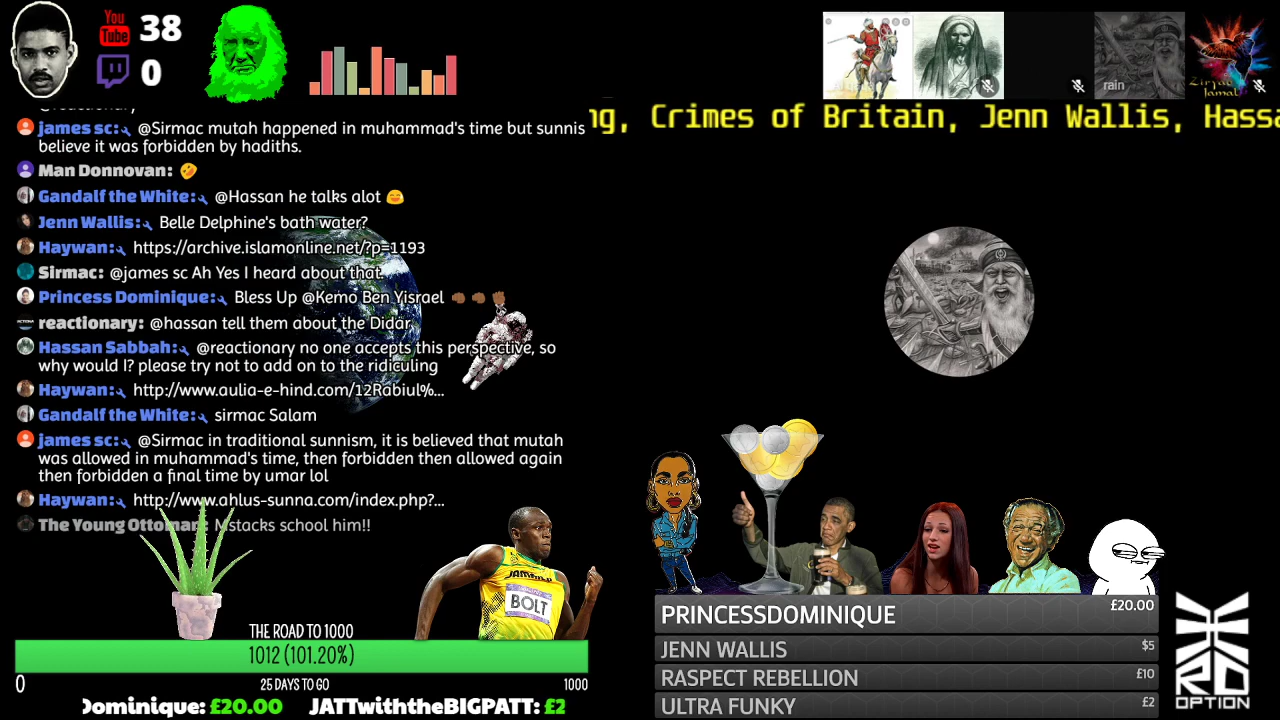 You
Tube
38
0
rain
Ziryab
Jamal
ng, Crimes of Britain, Jenn Wallis, Hassa
@reactionary
james sc: @Sirmac mutah happened in muhammad's time but sunnis
believe it was forbidden by hadiths.
Man Donnovan: 🤣
Gandalf the White: @Hassan he talks alot 😊
Jenn Wallis: Belle Delphine's bath water?
Haywan: https://archive.islamonline.net/?p=1193
Sirmac: @james sc Ah Yes I heard about that.
Princess Dominique: Bless Up @Kemo Ben Yisrael
reactionary: @hassan tell them about the Didar
Hassan Sabbah: @reactionary no one accepts this perspective, so
why would I? please try not to add on to the ridiculing
Haywan: http://www.aulia-e-hind.com/12Rabiul%...
Gandalf the White: sirmac Salam
james sc: @Sirmac in traditional sunnism, it is believed that mutah
was allowed in muhammad's time, then forbidden then allowed again
then forbidden a final time by umar lol
Haywan: http://www.ahlus-sunna.com/index.php?...
The Young Ottoman: Mstacks school him!!
JAMAICA
BOLT
THE ROAD TO 1000
1012 (101.20%)
0
25 DAYS TO GO
1000
Dominique: £20.00 JATTwiththeBIGPATT: £2
PRINCESSDOMINIQUE £20.00
JENN WALLIS $5
RASPECT REBELLION £10
ULTRA FUNKY £2
RD
OPTION